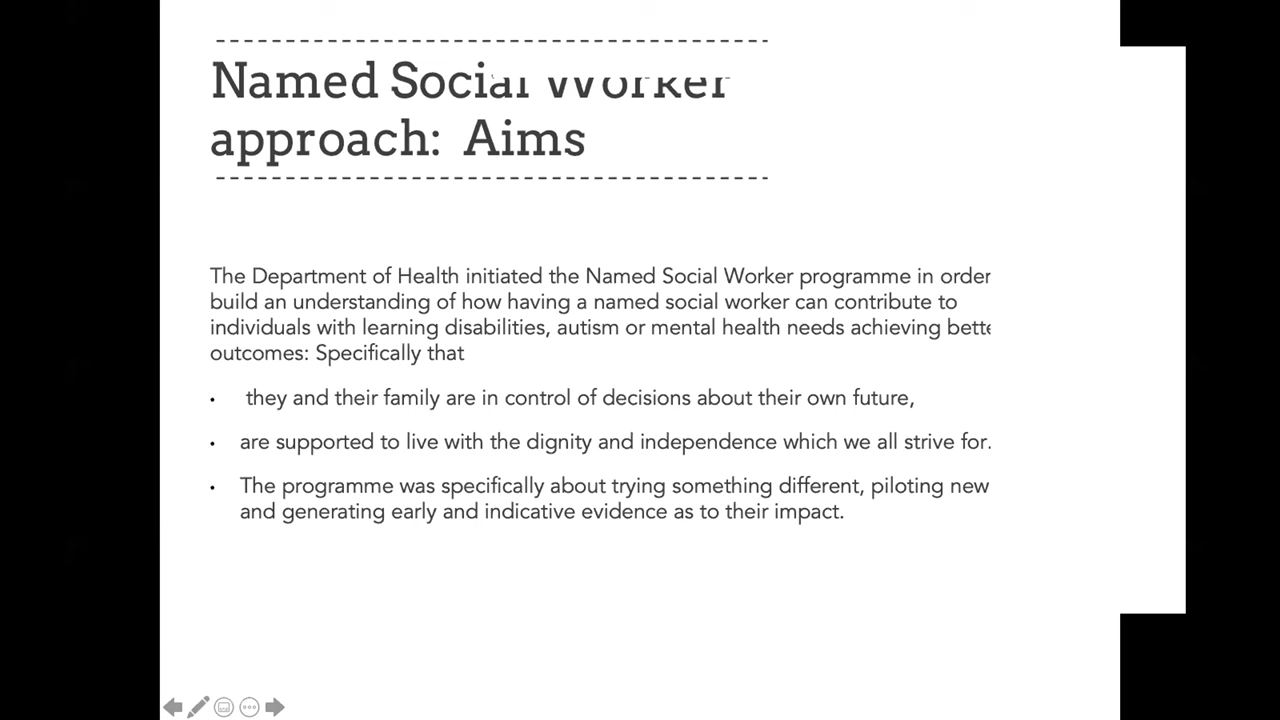 Named Social Worker
approach: Aims
The Department of Health initiated the Named Social Worker programme in order
build an understanding of how having a named social worker can contribute to
individuals with learning disabilities, autism or mental health needs achieving bette
outcomes: Specifically that
• they and their family are in control of decisions about their own future,
• are supported to live with the dignity and independence which we all strive for.
• The programme was specifically about trying something different, piloting new
and generating early and indicative evidence as to their impact.